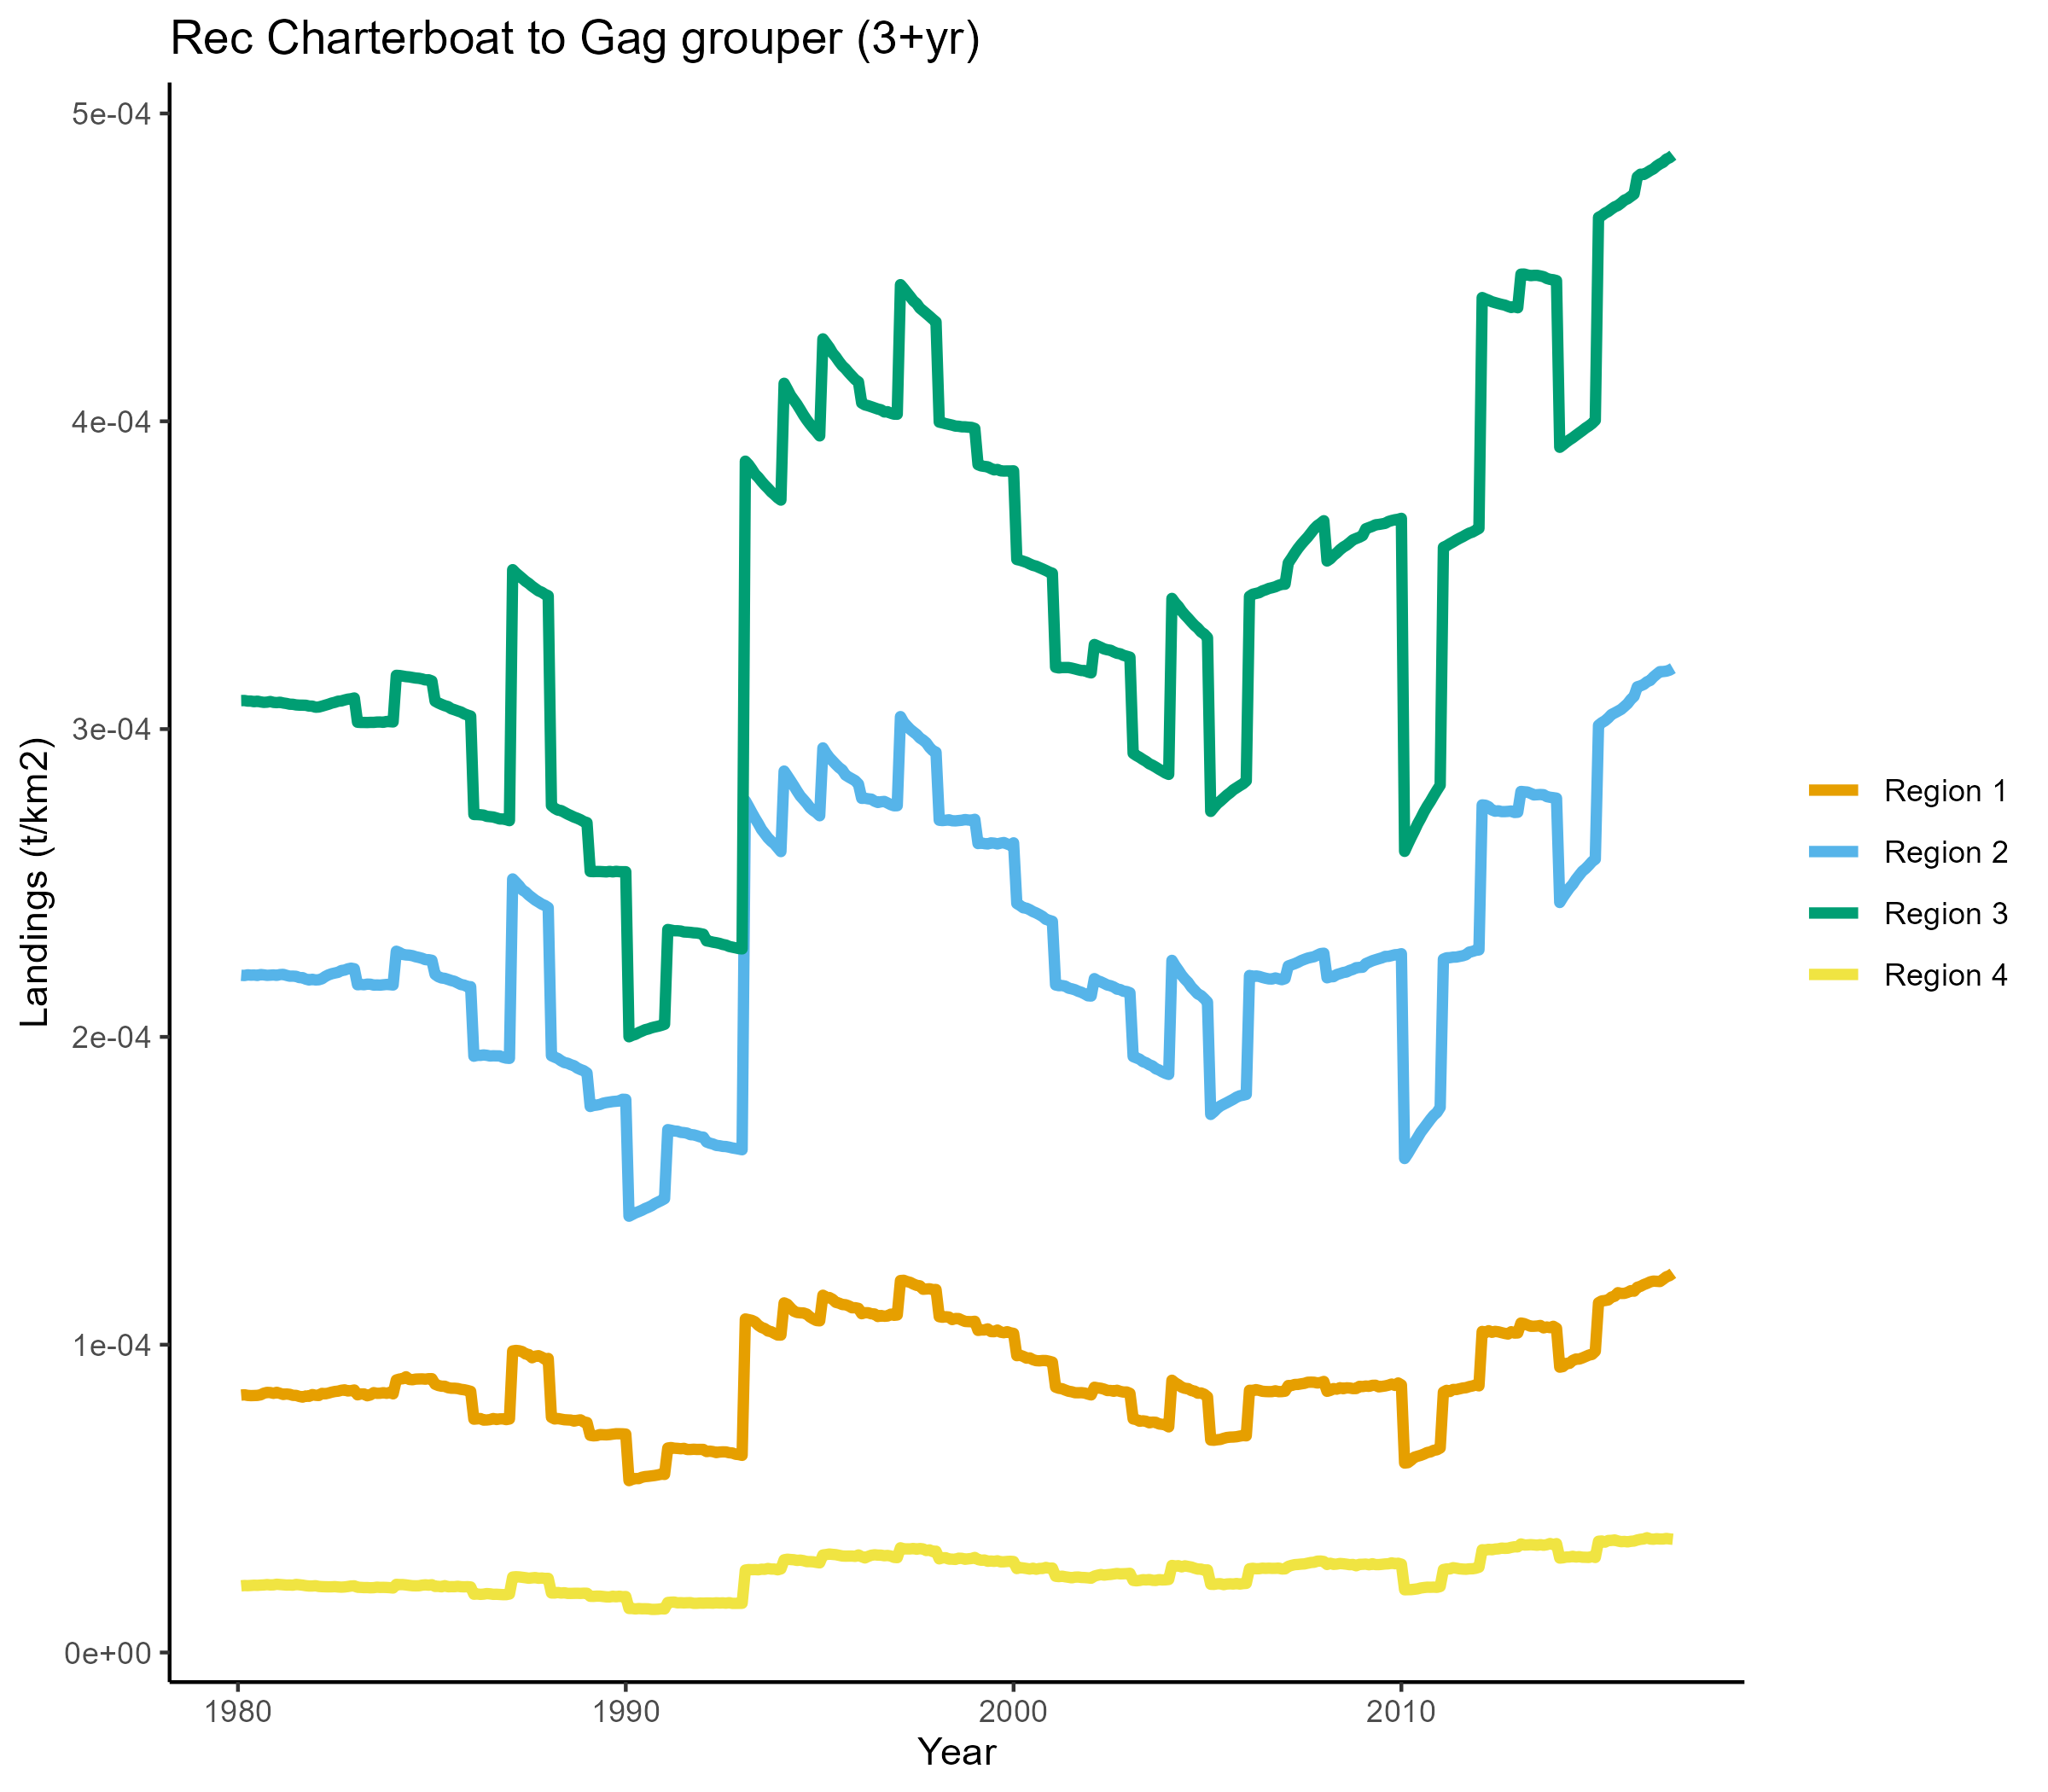 Rec Charterboat to Gag grouper (3+yr)
Landings (t/km2)
5e-04
4e-04
3e-04
2e-04
1e-04
0e+00
1980
1990
2000
2010
Year
Region 1
Region 2
Region 3
Region 4